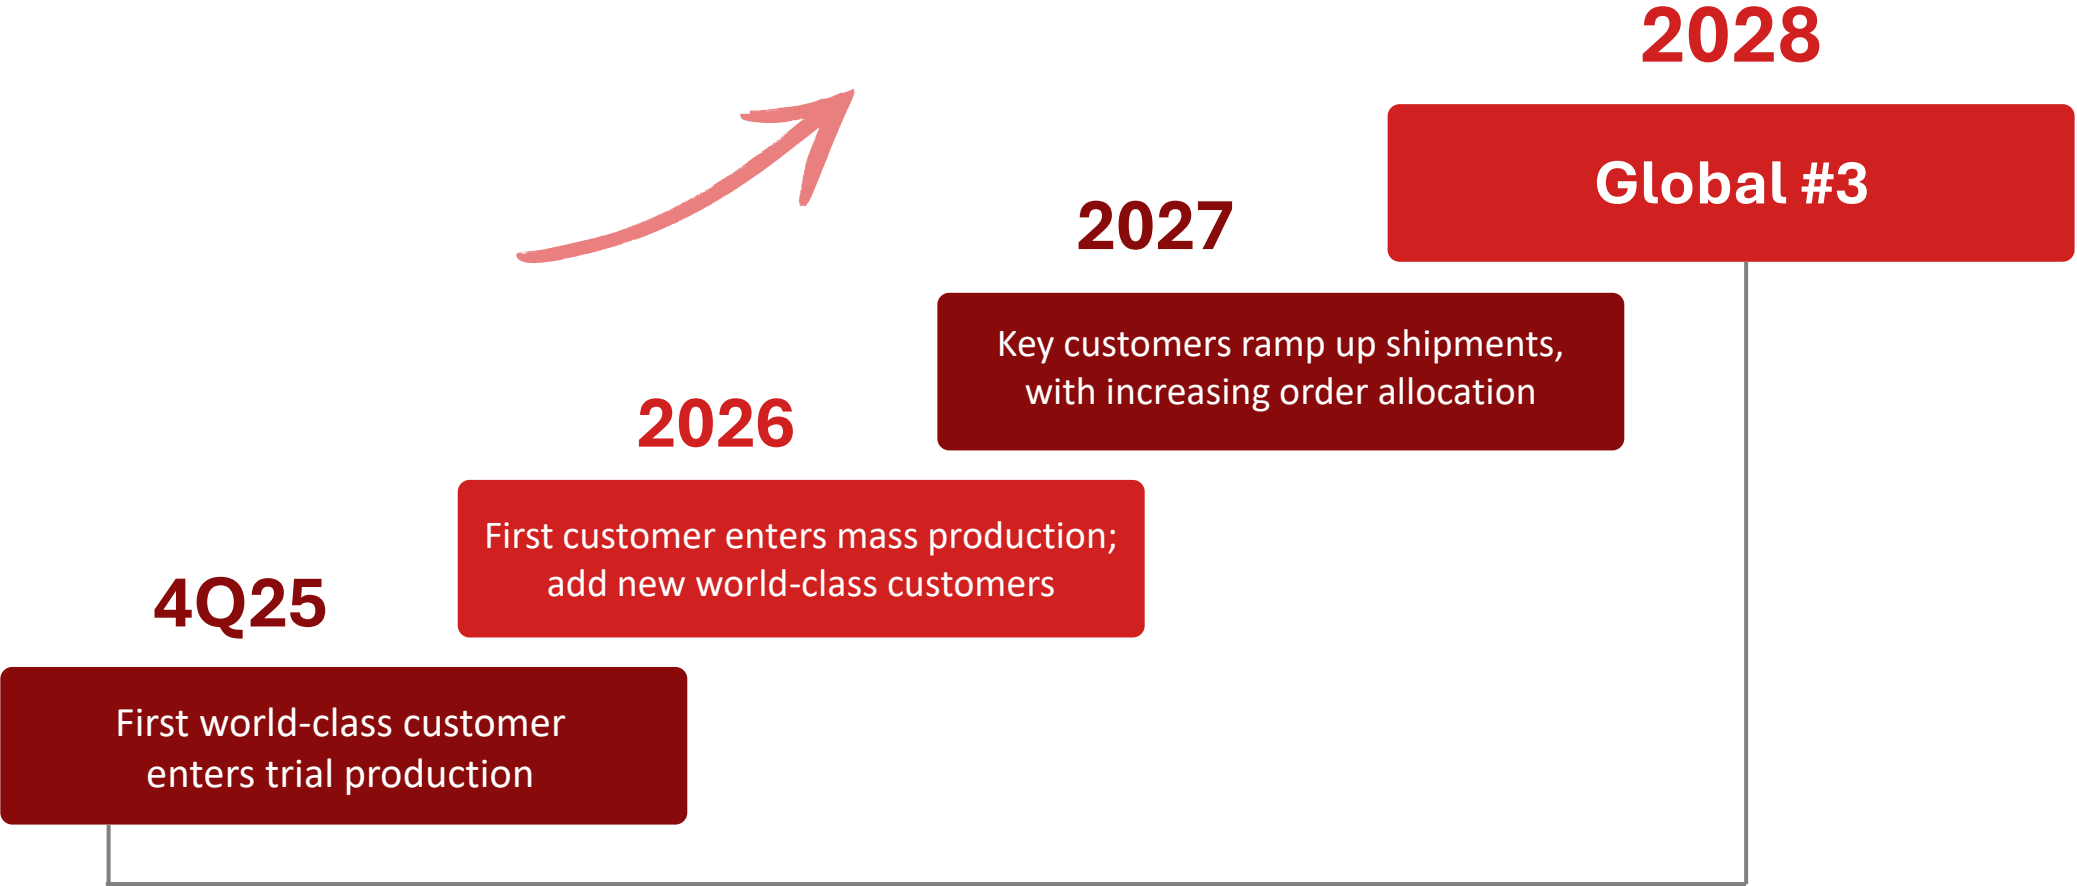 4Q25
First world-class customer
enters trial production
2026
First customer enters mass production;
add new world-class customers
2027
Key customers ramp up shipments,
with increasing order allocation
2028
Global #3